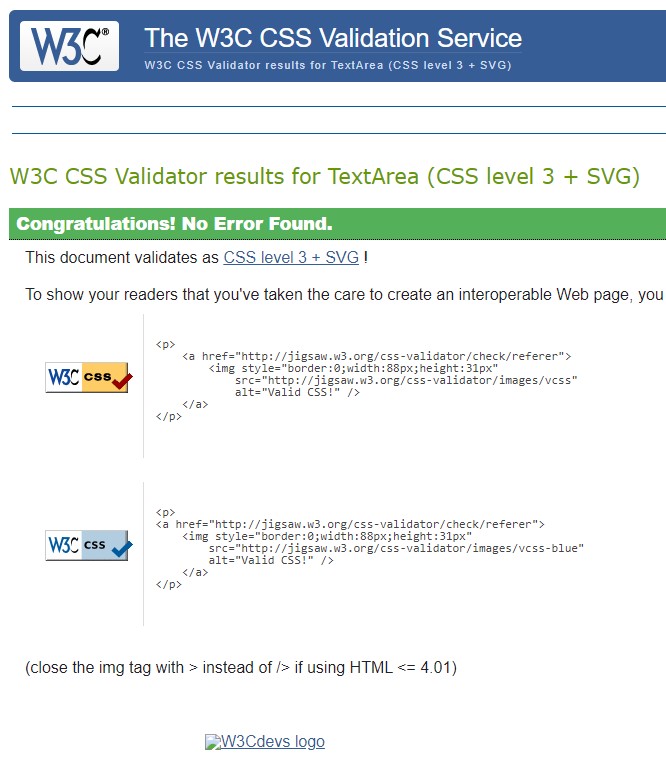 W3C®
The W3C CSS Validation Service
W3C CSS Validator results for TextArea (CSS level 3 + SVG)
W3C CSS Validator results for TextArea (CSS level 3 + SVG)
Congratulations! No Error Found.
This document validates as CSS level 3 + SVG !
To show your readers that you've taken the care to create an interoperable Web page, you
W3C css
<p>
<a href="http://jigsaw.w3.org/css-validator/check/referer">
<img style="border:0;width:88px;height:31px"
src="http://jigsaw.w3.org/css-validator/images/vcss"
alt="Valid CSS!" />
</a>
</p>
W3C css
<p>
<a href="http://jigsaw.w3.org/css-validator/check/referer">
<img style="border:0;width:88px;height:31px"
src="http://jigsaw.w3.org/css-validator/images/vcss-blue"
alt="Valid CSS!" />
</a>
</p>
(close the img tag with > instead of /> if using HTML <= 4.01)
W3Cdevs logo